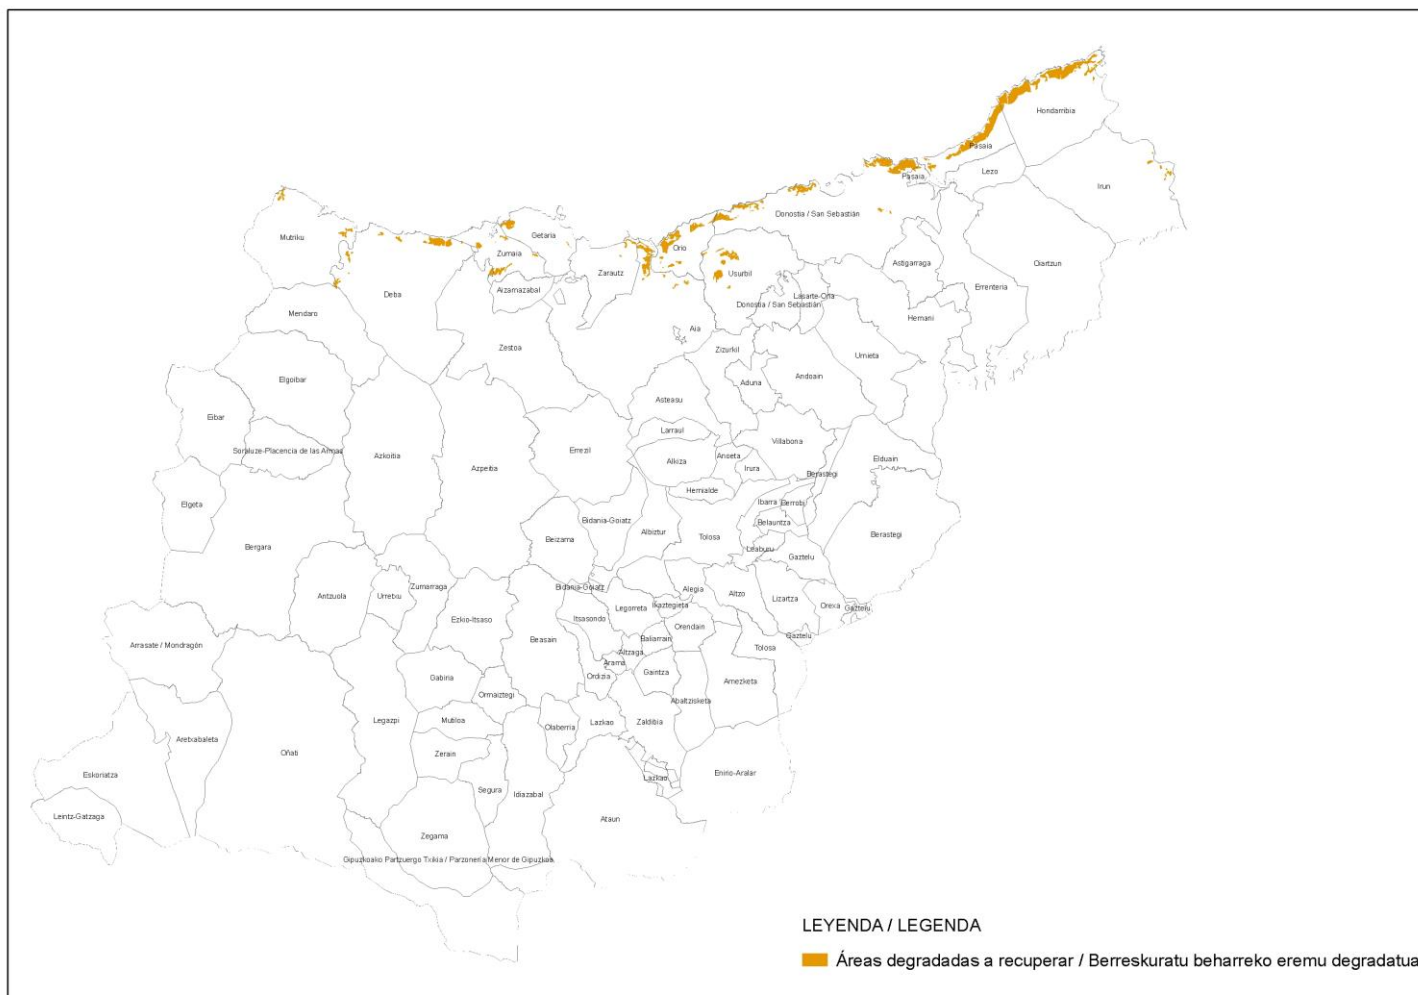 Hondarribia
Pasaia
Lezo
Irun
Pasaia
Donostia / San Sebastián
Mutriku
Getaria
Zumaia
Orio
Zarautz
Usurbil
Astigarraga
Oiartzun
Aizarnazabal
Deba
Errenteria
Donostia / San Sebastián
Lasarte-Oria
Mendaro
Hernani
Aia
Zestoa
Zizurkil
Urnieta
Elgoibar
Aduna
Andoain
Asteasu
Eibar
Larraul
Villabona
Soraluze-Placencia de las Armas
Errezil
Azkoitia
Anoeta
Elduain
Alkiza
Azpeitia
Irura
Berastegi
Hernialde
Elgeta
Ibarra
Berrobi
Bidania-Goiatz
Belauntza
Albiztur
Tolosa
Berastegi
Beizama
Bergara
Leaburu
Gaztelu
Zumarraga
Bidania-Goiatz
Alegia
Altzo
Antzuola
Urretxu
Lizartza
Orexa
Legorreta
Ikaztegieta
Gaztelu
Itsasondo
Ezkio-Itsaso
Orendain
Gaztelu
Beasain
Baliarrain
Arrasate / Mondragón
Tolosa
Altzaga
Arama
Gaintza
Ordizia
Gabiria
Amezketa
Ormaiztegi
Abaltzisketa
Legazpi
Mutiloa
Lazkao
Zaldibia
Olaberria
Aretxabaleta
Oñati
Zerain
Eskoriatza
Enirio-Aralar
Lazkao
Segura
Idiazabal
Leintz-Gatzaga
Ataun
Zegama
Gipuzkoako Partzuergo Txikia / Parzonería Menor de Gipuzkoa
LEYENDA / LEGENDA
Áreas degradadas a recuperar / Berreskuratu beharreko eremu degradatua